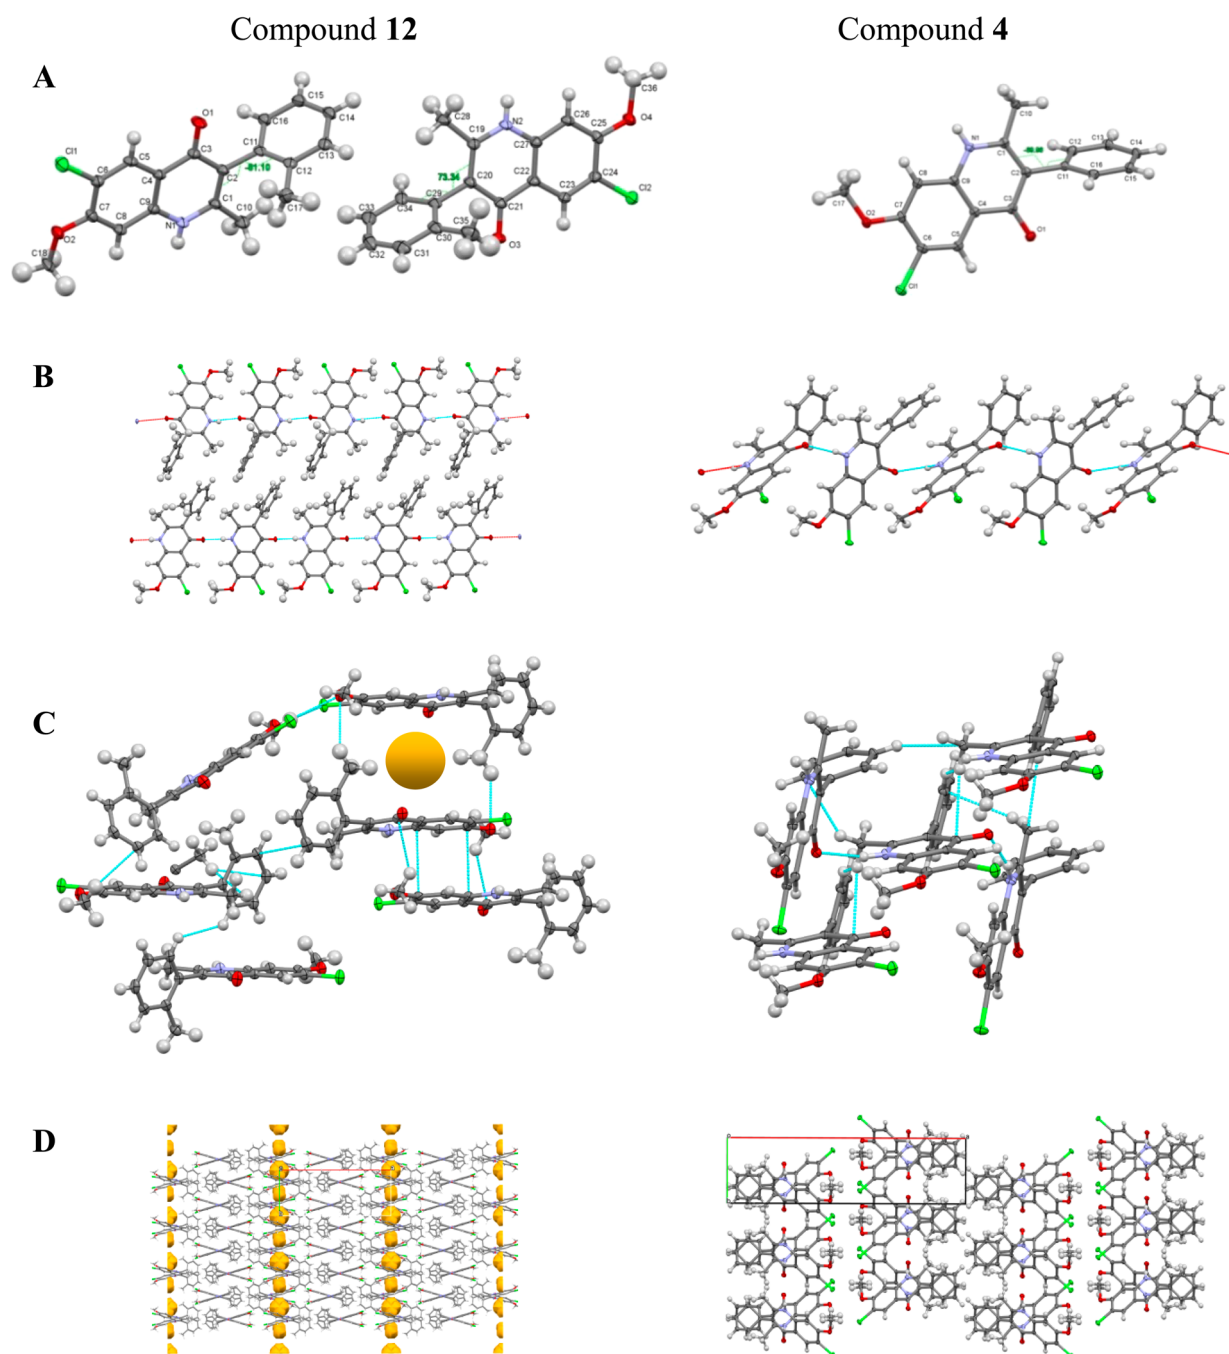 Compound 12
Compound 4
A
O1
C15
C16
C14
C11
C3
C13
Cl1
C5
-81.10
C6
C2
C12
C4
C7
C9
C1
C17
C8
C10
N1
O2
C18
C36
C28
C26
N2
O4
C19
C25
C27
73.34
C24
C20
C22
Cl2
C29
C23
C34
C33
C21
C35
C30
O3
C32
C31
C10
N1
C13
C12
C14
C1
C16
C2
C15
C8
C9
C11
C17
C3
O2
C7
C4
O1
C6
C5
Cl1
B
C
D